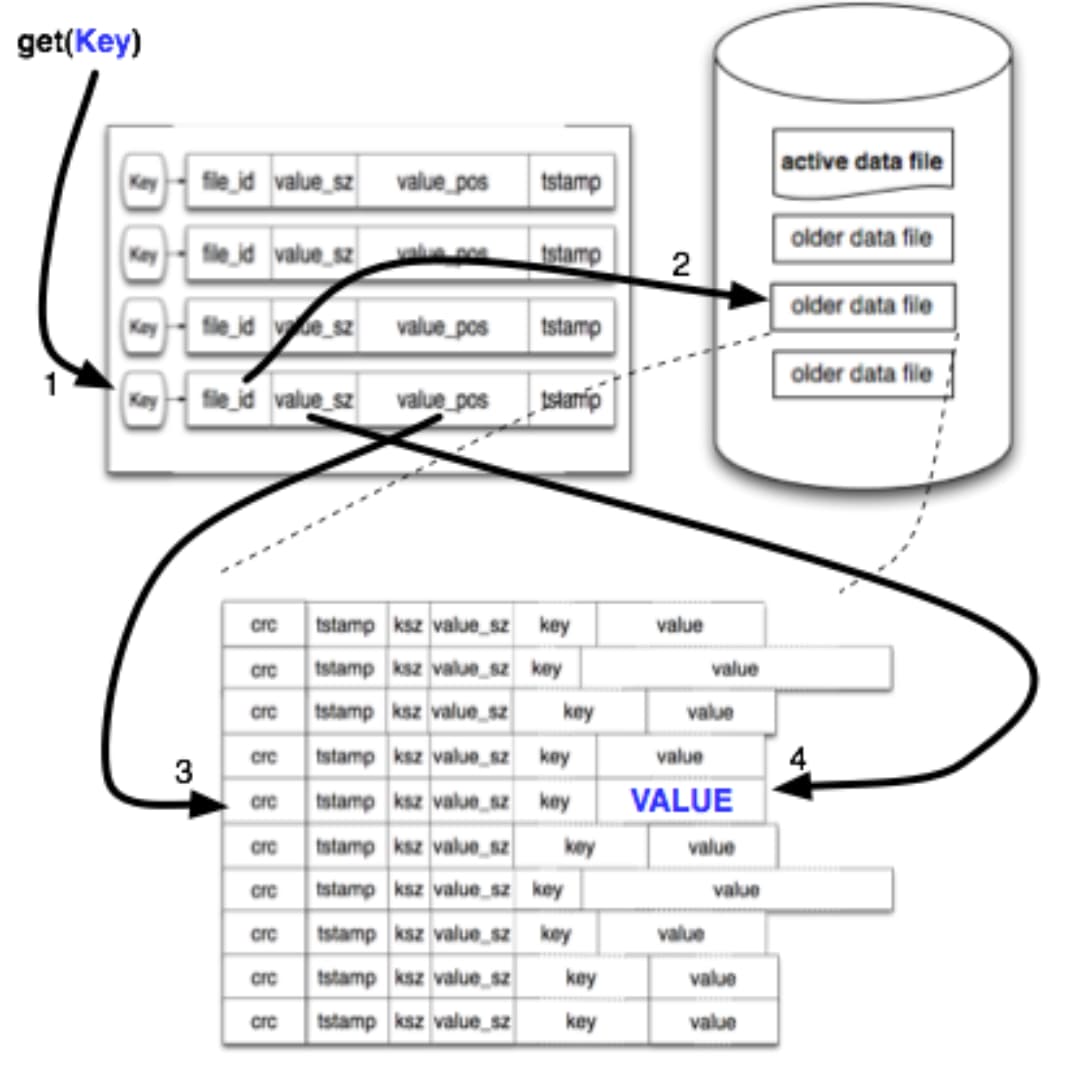 get(Key)
Key file_id value_sz value_pos tstamp
Key file_id value_sz value_pos tstamp
Key file_id value_sz value_pos tstamp
Key file_id value_sz value_pos tstamp
active data file
older data file
older data file
older data file
1
2
crc tstamp ksz value_sz key value
crc tstamp ksz value_sz key value
crc tstamp ksz value_sz key value
crc tstamp ksz value_sz key value
3
4
crc tstamp ksz value_sz key VALUE
crc tstamp ksz value_sz key value
crc tstamp ksz value_sz key value
crc tstamp ksz value_sz key value
crc tstamp ksz value_sz key value
crc tstamp ksz value_sz key value